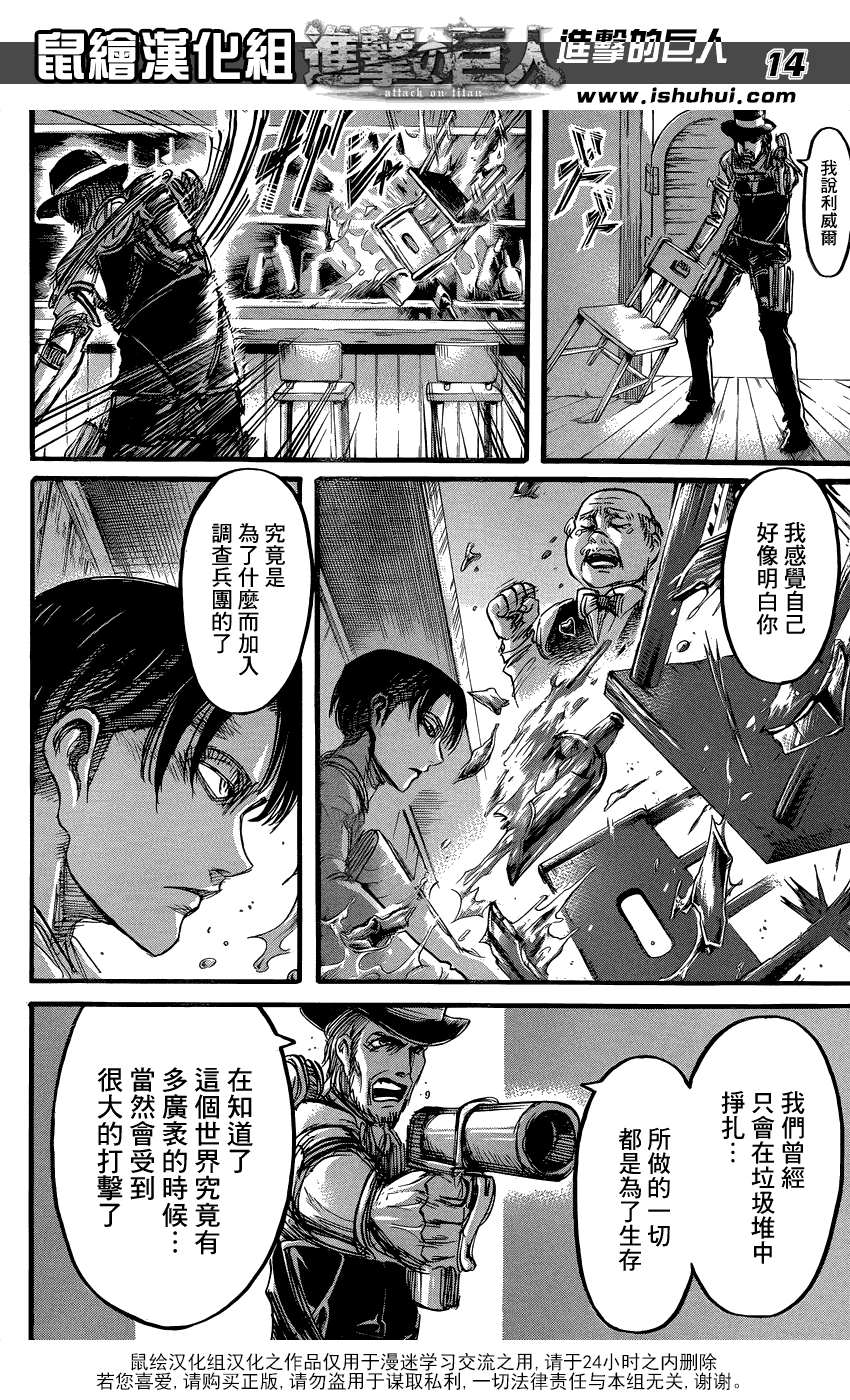 鼠繪漢化組
進撃の巨人
attack on titan
進擊的巨人
14
www.ishuhui.com
我說利威爾
我感覺自己
好像明白你
究竟是
為了什麼而加入
調查兵團的了
我們曾經
只會在垃圾堆中
掙扎…
所做的一切
都是為了生存
在知道了
這個世界究竟有
多廣袤的時候…
當然會受到
很大的打擊了
鼠绘汉化组汉化之作品仅用于漫迷学习交流之用,请于24小时之内删除
若您喜爱,请购买正版,请勿用于谋取私利,一切法律责任与本组无关,谢谢。